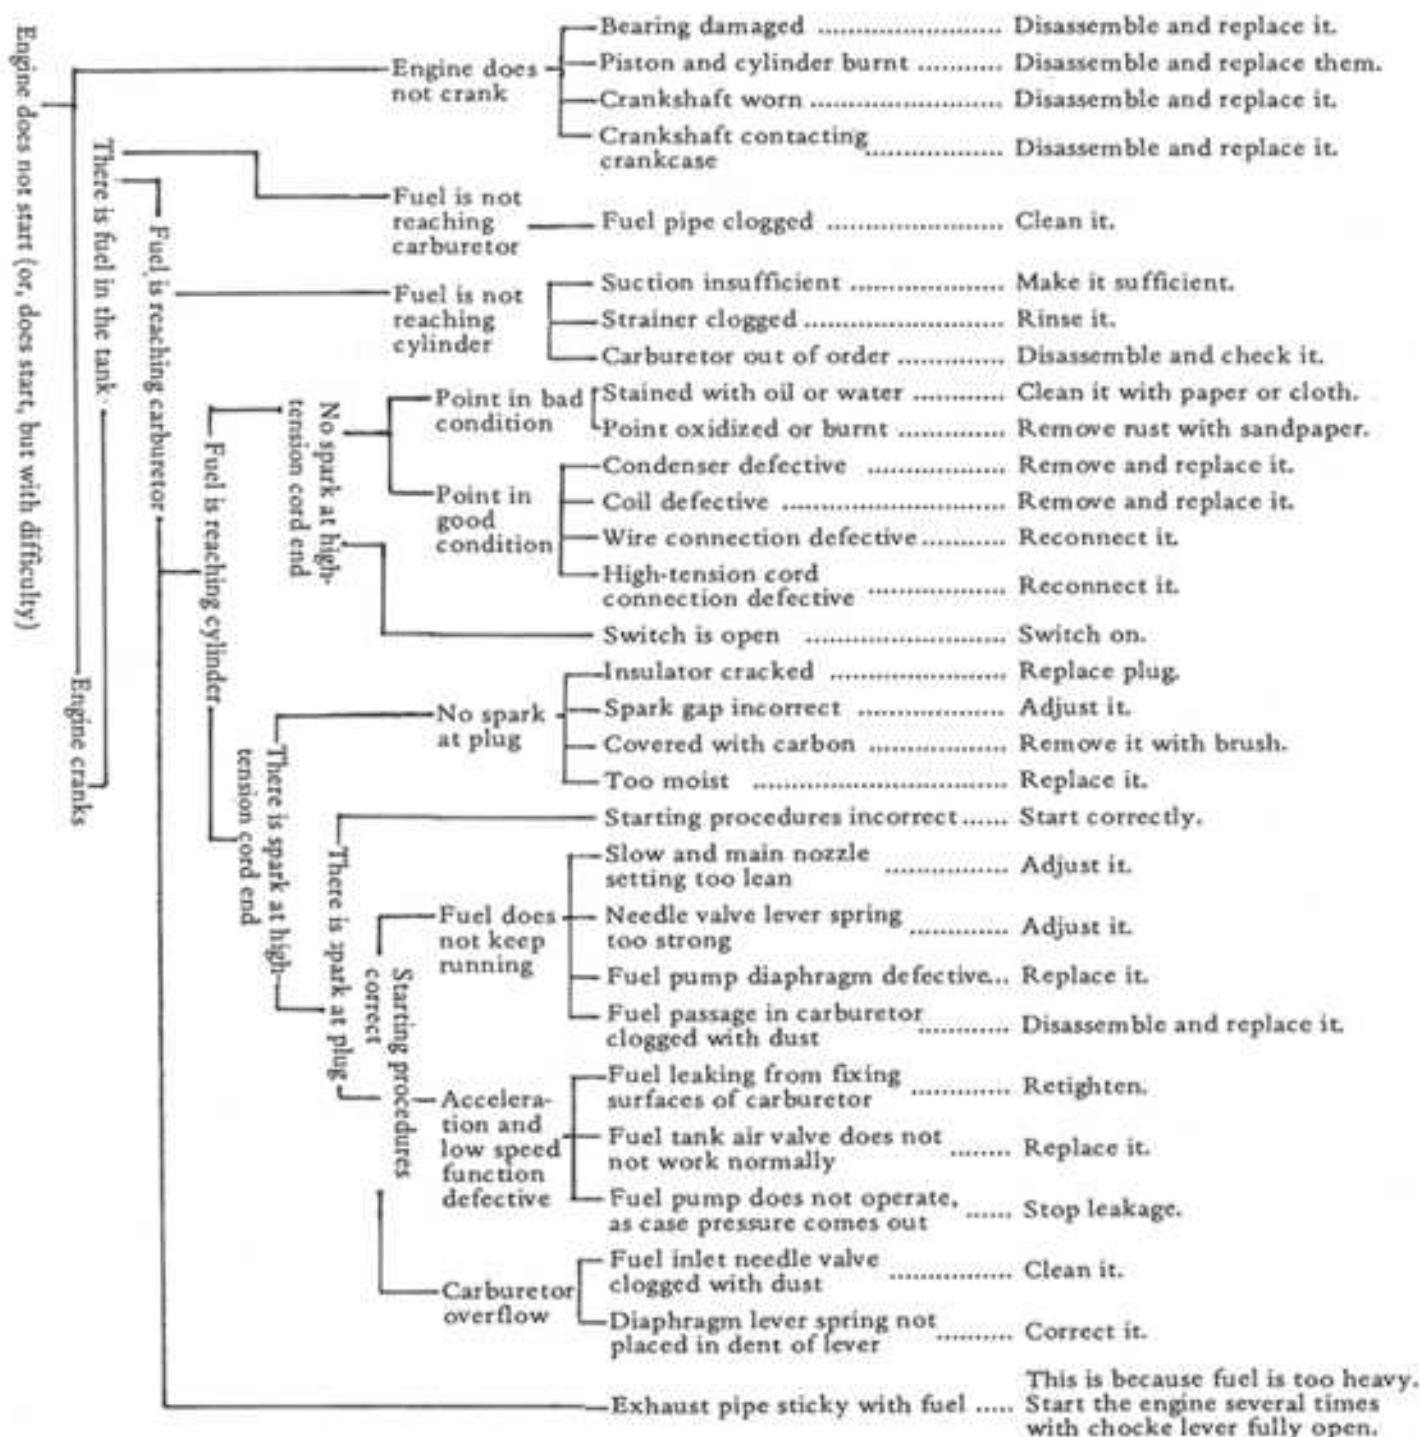 Engine does not start (or, does start, but with difficulty)
Engine does
not crank
Bearing damaged ........................ Disassemble and replace it.
Piston and cylinder burnt ........... Disassemble and replace them.
Crankshaft worn ......................... Disassemble and replace it.
Crankshaft contacting
crankcase .................. Disassemble and replace it.
Engine cranks
There is fuel in the tank
Fuel is not
reaching
carburetor
Fuel pipe clogged ....................... Clean it.
Fuel is reaching carburetor
Fuel is not
reaching
cylinder
Suction insufficient .................... Make it sufficient.
Strainer clogged .......................... Rinse it.
Carburetor out of order .............. Disassemble and check it.
Fuel is reaching cylinder
No spark at high-
tension cord end
Point in bad
condition
Stained with oil or water ............ Clean it with paper or cloth.
Point oxidized or burnt .............. Remove rust with sandpaper.
Point in
good
condition
Condenser defective .................. Remove and replace it.
Coil defective ............................. Remove and replace it.
Wire connection defective ........... Reconnect it.
High-tension cord
connection defective .................. Reconnect it.
Switch is open .......................... Switch on.
There is spark at high-
tension cord end
No spark
at plug
Insulator cracked ....................... Replace plug.
Spark gap incorrect ................... Adjust it.
Covered with carbon .................. Remove it with brush.
Too moist ................................. Replace it.
There is spark at plug
Starting procedures incorrect ...... Start correctly.
Starting procedures
correct
Fuel does
not keep
running
Slow and main nozzle
setting too lean ................ Adjust it.
Needle valve lever spring
too strong ............. Adjust it.
Fuel pump diaphragm defective... Replace it.
Fuel passage in carburetor
clogged with dust ............ Disassemble and replace it.
Accelera-
tion and
low speed
function
defective
Fuel leaking from fixing
surfaces of carburetor ............. Retighten.
Fuel tank air valve does not
not work normally ........ Replace it.
Fuel pump does not operate,
as case pressure comes out ...... Stop leakage.
Carburetor
overflow
Fuel inlet needle valve
clogged with dust ................ Clean it.
Diaphragm lever spring not
placed in dent of lever .......... Correct it.
Exhaust pipe sticky with fuel ..... This is because fuel is too heavy.
Start the engine several times
with chocke lever fully open.